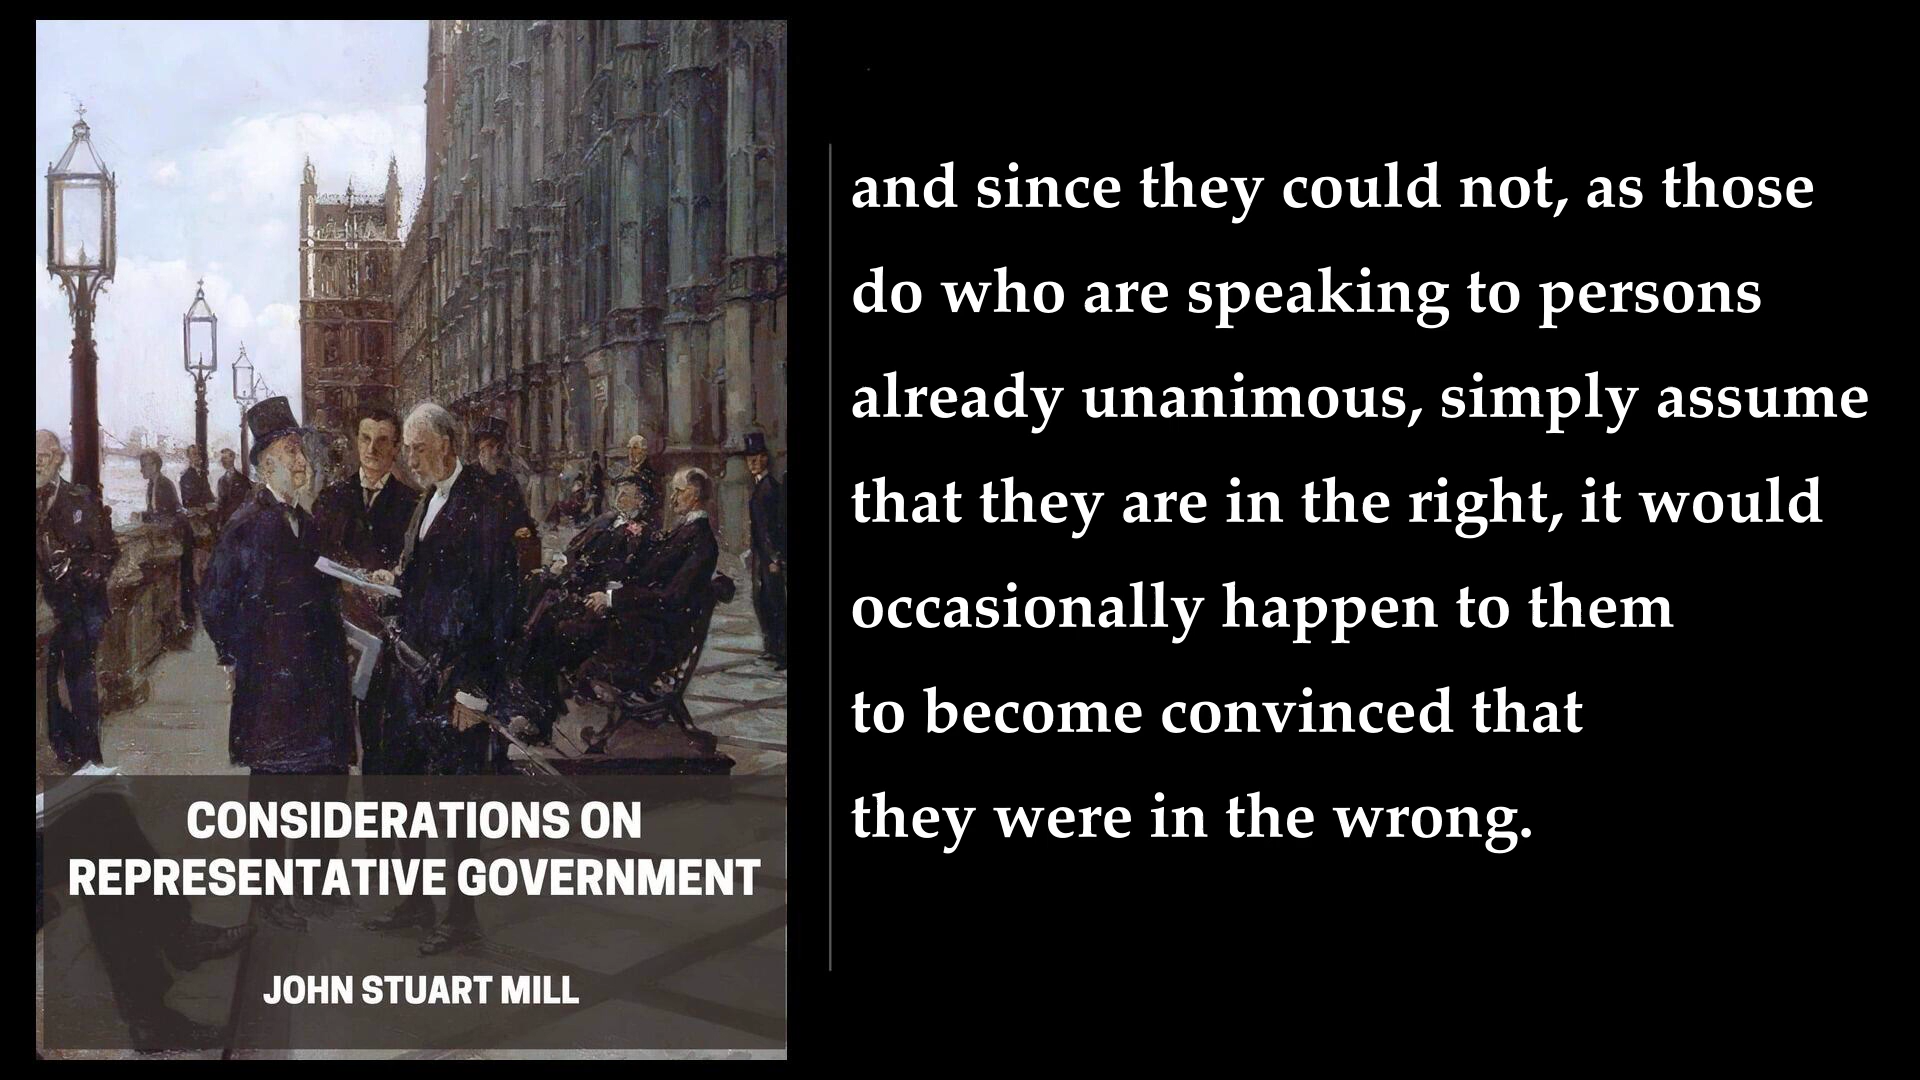 CONSIDERATIONS ON
REPRESENTATIVE GOVERNMENT
JOHN STUART MILL
and since they could not, as those
do who are speaking to persons
already unanimous, simply assume
that they are in the right, it would
occasionally happen to them
to become convinced that
they were in the wrong.